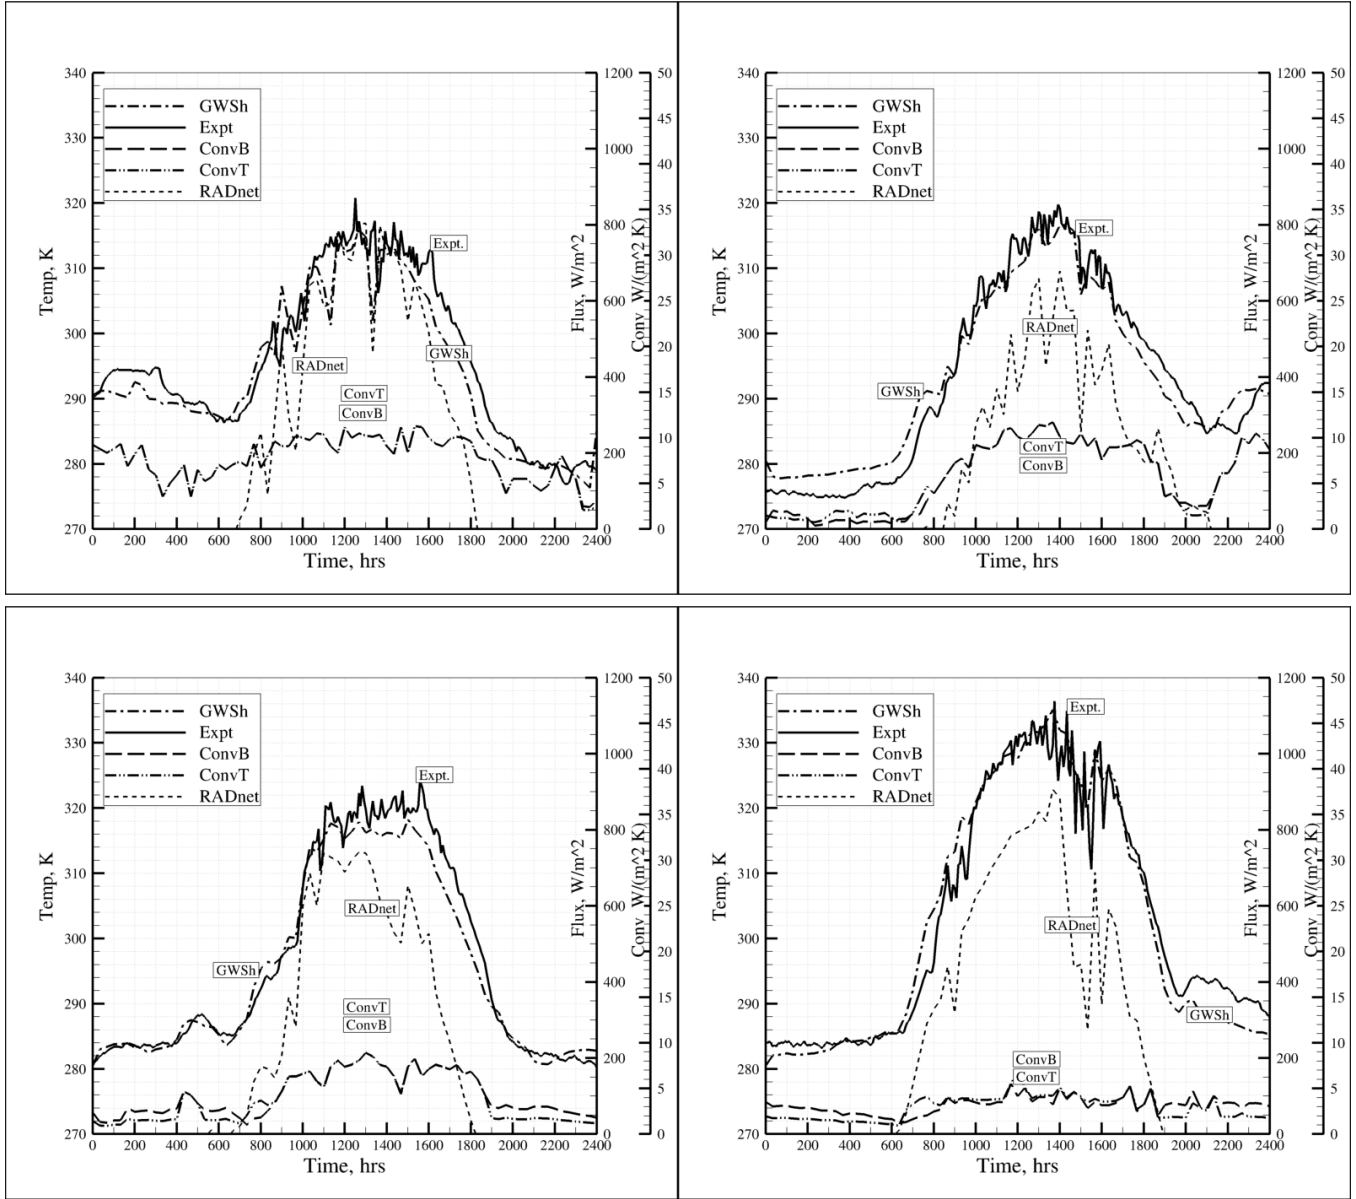 340
330
320
310
300
290
280
270
Temp, K
GWSh
Expt
ConvB
ConvT
RADnet
Expt.
RADnet
GWSh
ConvT
ConvB
0 200 400 600 800 1000 1200 1400 1600 1800 2000 2200 2400
Time, hrs
1200
1000
800
600
400
200
0
Flux, W/m^2
50
45
40
35
30
25
20
15
10
5
0
Conv W/(m^2 K)
340
330
320
310
300
290
280
270
Temp, K
GWSh
Expt
ConvB
ConvT
RADnet
Expt.
RADnet
GWSh
ConvT
ConvB
0 200 400 600 800 1000 1200 1400 1600 1800 2000 2200 2400
Time, hrs
1200
1000
800
600
400
200
0
Flux, W/m^2
50
45
40
35
30
25
20
15
10
5
0
Conv W/(m^2 K)
340
330
320
310
300
290
280
270
Temp, K
GWSh
Expt
ConvB
ConvT
RADnet
Expt.
RADnet
GWSh
ConvT
ConvB
0 200 400 600 800 1000 1200 1400 1600 1800 2000 2200 2400
Time, hrs
1200
1000
800
600
400
200
0
Flux, W/m^2
50
45
40
35
30
25
20
15
10
5
0
Conv W/(m^2 K)
340
330
320
310
300
290
280
270
Temp, K
GWSh
Expt
ConvB
ConvT
RADnet
Expt.
RADnet
GWSh
ConvB
ConvT
0 200 400 600 800 1000 1200 1400 1600 1800 2000 2200 2400
Time, hrs
1200
1000
800
600
400
200
0
Flux, W/m^2
50
45
40
35
30
25
20
15
10
5
0
Conv W/(m^2 K)